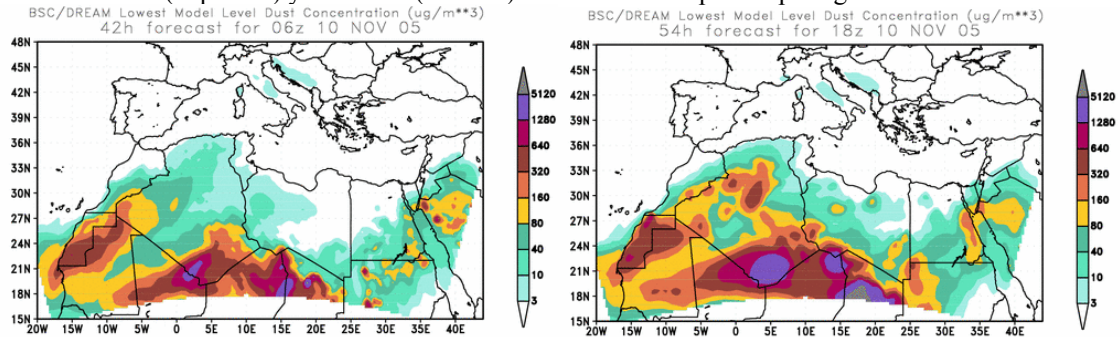 BSC/DREAM Lowest Model Level Dust Concentration (ug/m**3)
42h forecast for 06z 10 NOV 05
48N
45N
42N
39N
36N
33N
30N
27N
24N
21N
18N
15N
20W 15W 10W 5W 0 5E 10E 15E 20E 25E 30E 35E 40E
5120
1280
640
320
160
80
40
10
3
BSC/DREAM Lowest Model Level Dust Concentration (ug/m**3)
54h forecast for 18z 10 NOV 05
48N
45N
42N
39N
36N
33N
30N
27N
24N
21N
18N
15N
20W 15W 10W 5W 0 5E 10E 15E 20E 25E 30E 35E 40E
5120
1280
640
320
160
80
40
10
3